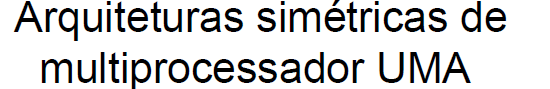 Arquiteturas simétricas de
multiprocessador UMA